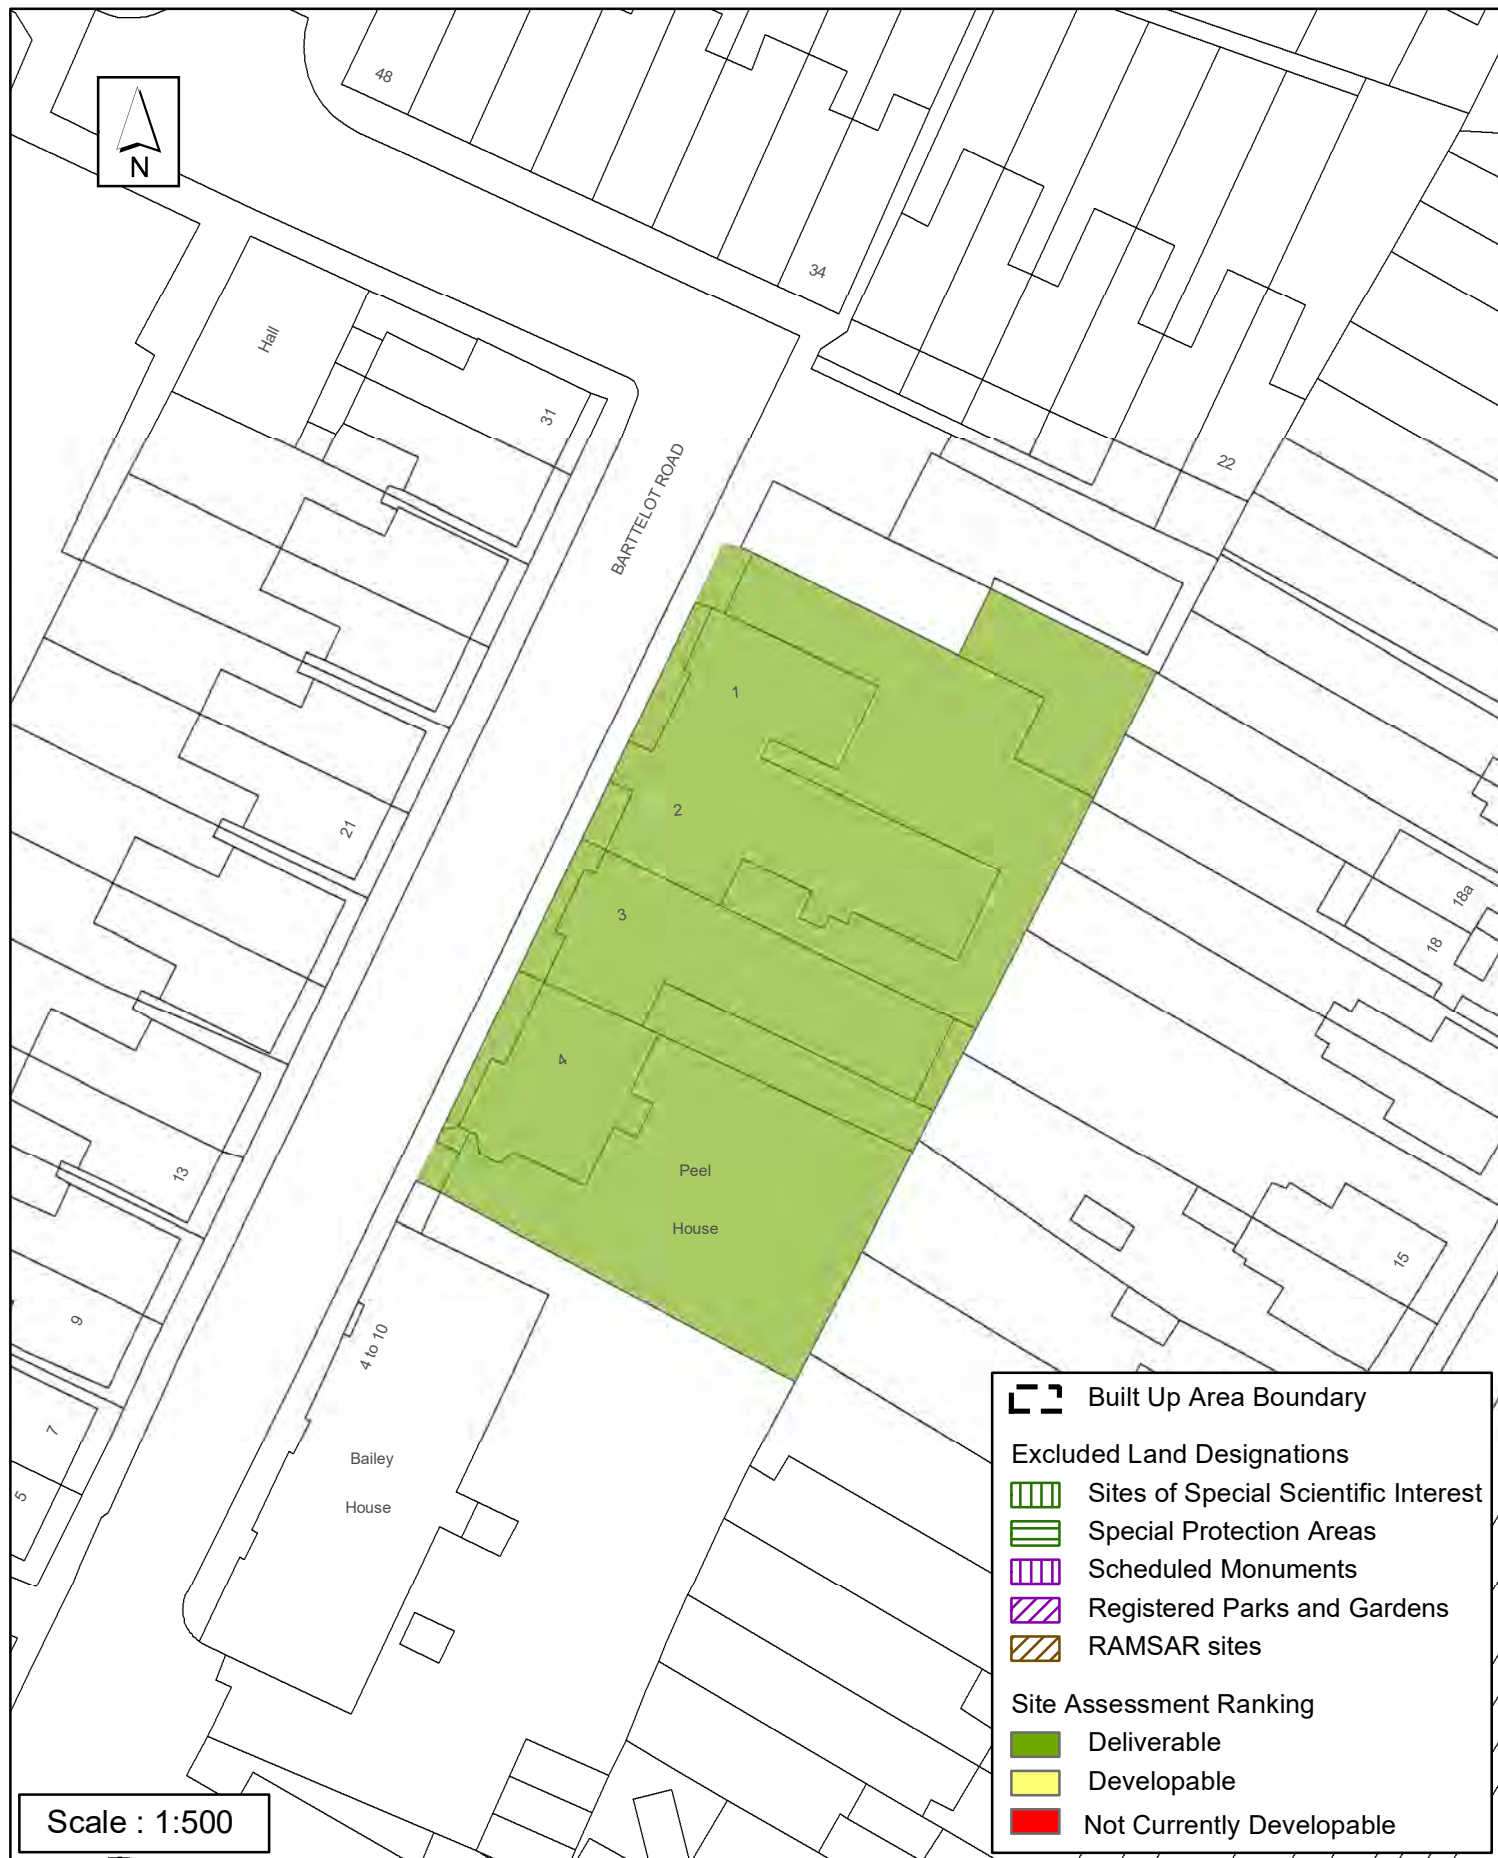 48
N
34
Hall
31
22
BARTTELOT ROAD
1
2
21
3
18a
18
4
13
Peel
House
15
9
4 to 10
7
5
Bailey
House
Built Up Area Boundary
Excluded Land Designations
Sites of Special Scientific Interest
Special Protection Areas
Scheduled Monuments
Registered Parks and Gardens
RAMSAR sites
Site Assessment Ranking
Deliverable
Developable
Not Currently Developable
Scale : 1:500